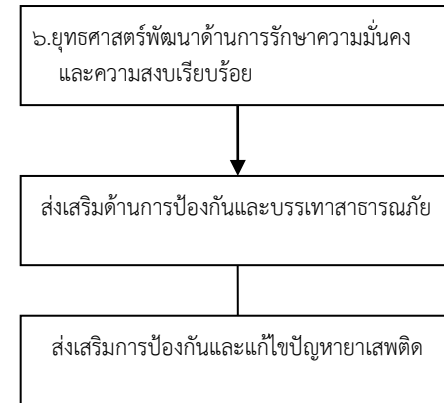 ๖.ยุทธศาสตร์พัฒนาด้านการรักษาความมั่นคง
และความสงบเรียบร้อย
ส่งเสริมด้านการป้องกันและบรรเทาสาธารณภัย
ส่งเสริมการป้องกันและแก้ไขปัญหายาเสพติด